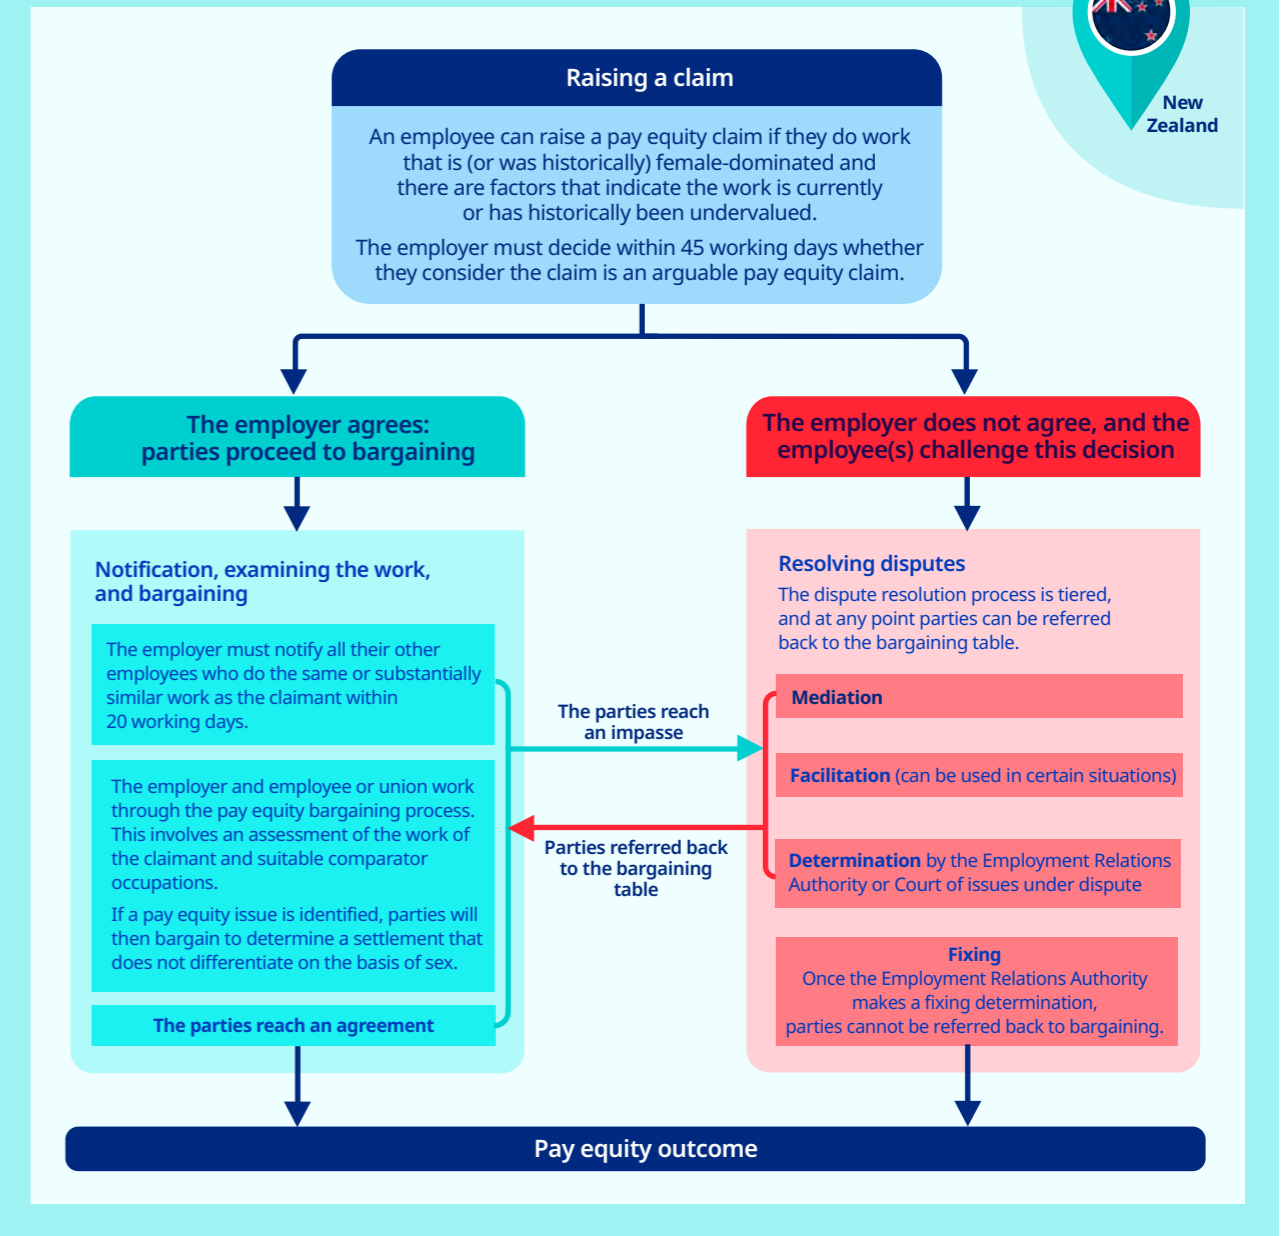 New
Zealand
Raising a claim
An employee can raise a pay equity claim if they do work
that is (or was historically) female-dominated and
there are factors that indicate the work is currently
or has historically been undervalued.
The employer must decide within 45 working days whether
they consider the claim is an arguable pay equity claim.
The employer agrees:
parties proceed to bargaining
The employer does not agree, and the
employee(s) challenge this decision
Notification, examining the work,
and bargaining
The employer must notify all their other
employees who do the same or substantially
similar work as the claimant within
20 working days.
The employer and employee or union work
through the pay equity bargaining process.
This involves an assessment of the work of
the claimant and suitable comparator
occupations.
If a pay equity issue is identified, parties will
then bargain to determine a settlement that
does not differentiate on the basis of sex.
The parties reach an agreement
The parties reach
an impasse
Parties referred back
to the bargaining
table
Resolving disputes
The dispute resolution process is tiered,
and at any point parties can be referred
back to the bargaining table.
Mediation
Facilitation (can be used in certain situations)
Determination by the Employment Relations
Authority or Court of issues under dispute
Fixing
Once the Employment Relations Authority
makes a fixing determination,
parties cannot be referred back to bargaining.
Pay equity outcome